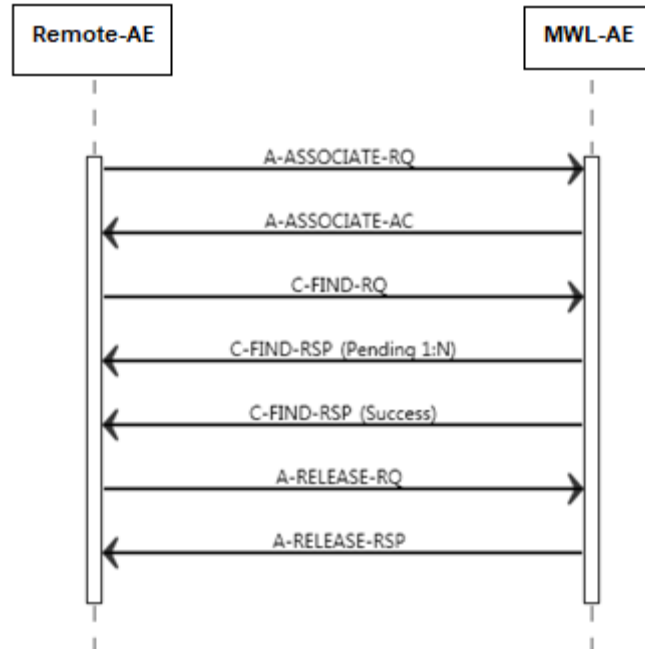 Remote-AE
MWL-AE
A-ASSOCIATE-RQ
A-ASSOCIATE-AC
C-FIND-RQ
C-FIND-RSP (Pending 1:N)
C-FIND-RSP (Success)
A-RELEASE-RQ
A-RELEASE-RSP